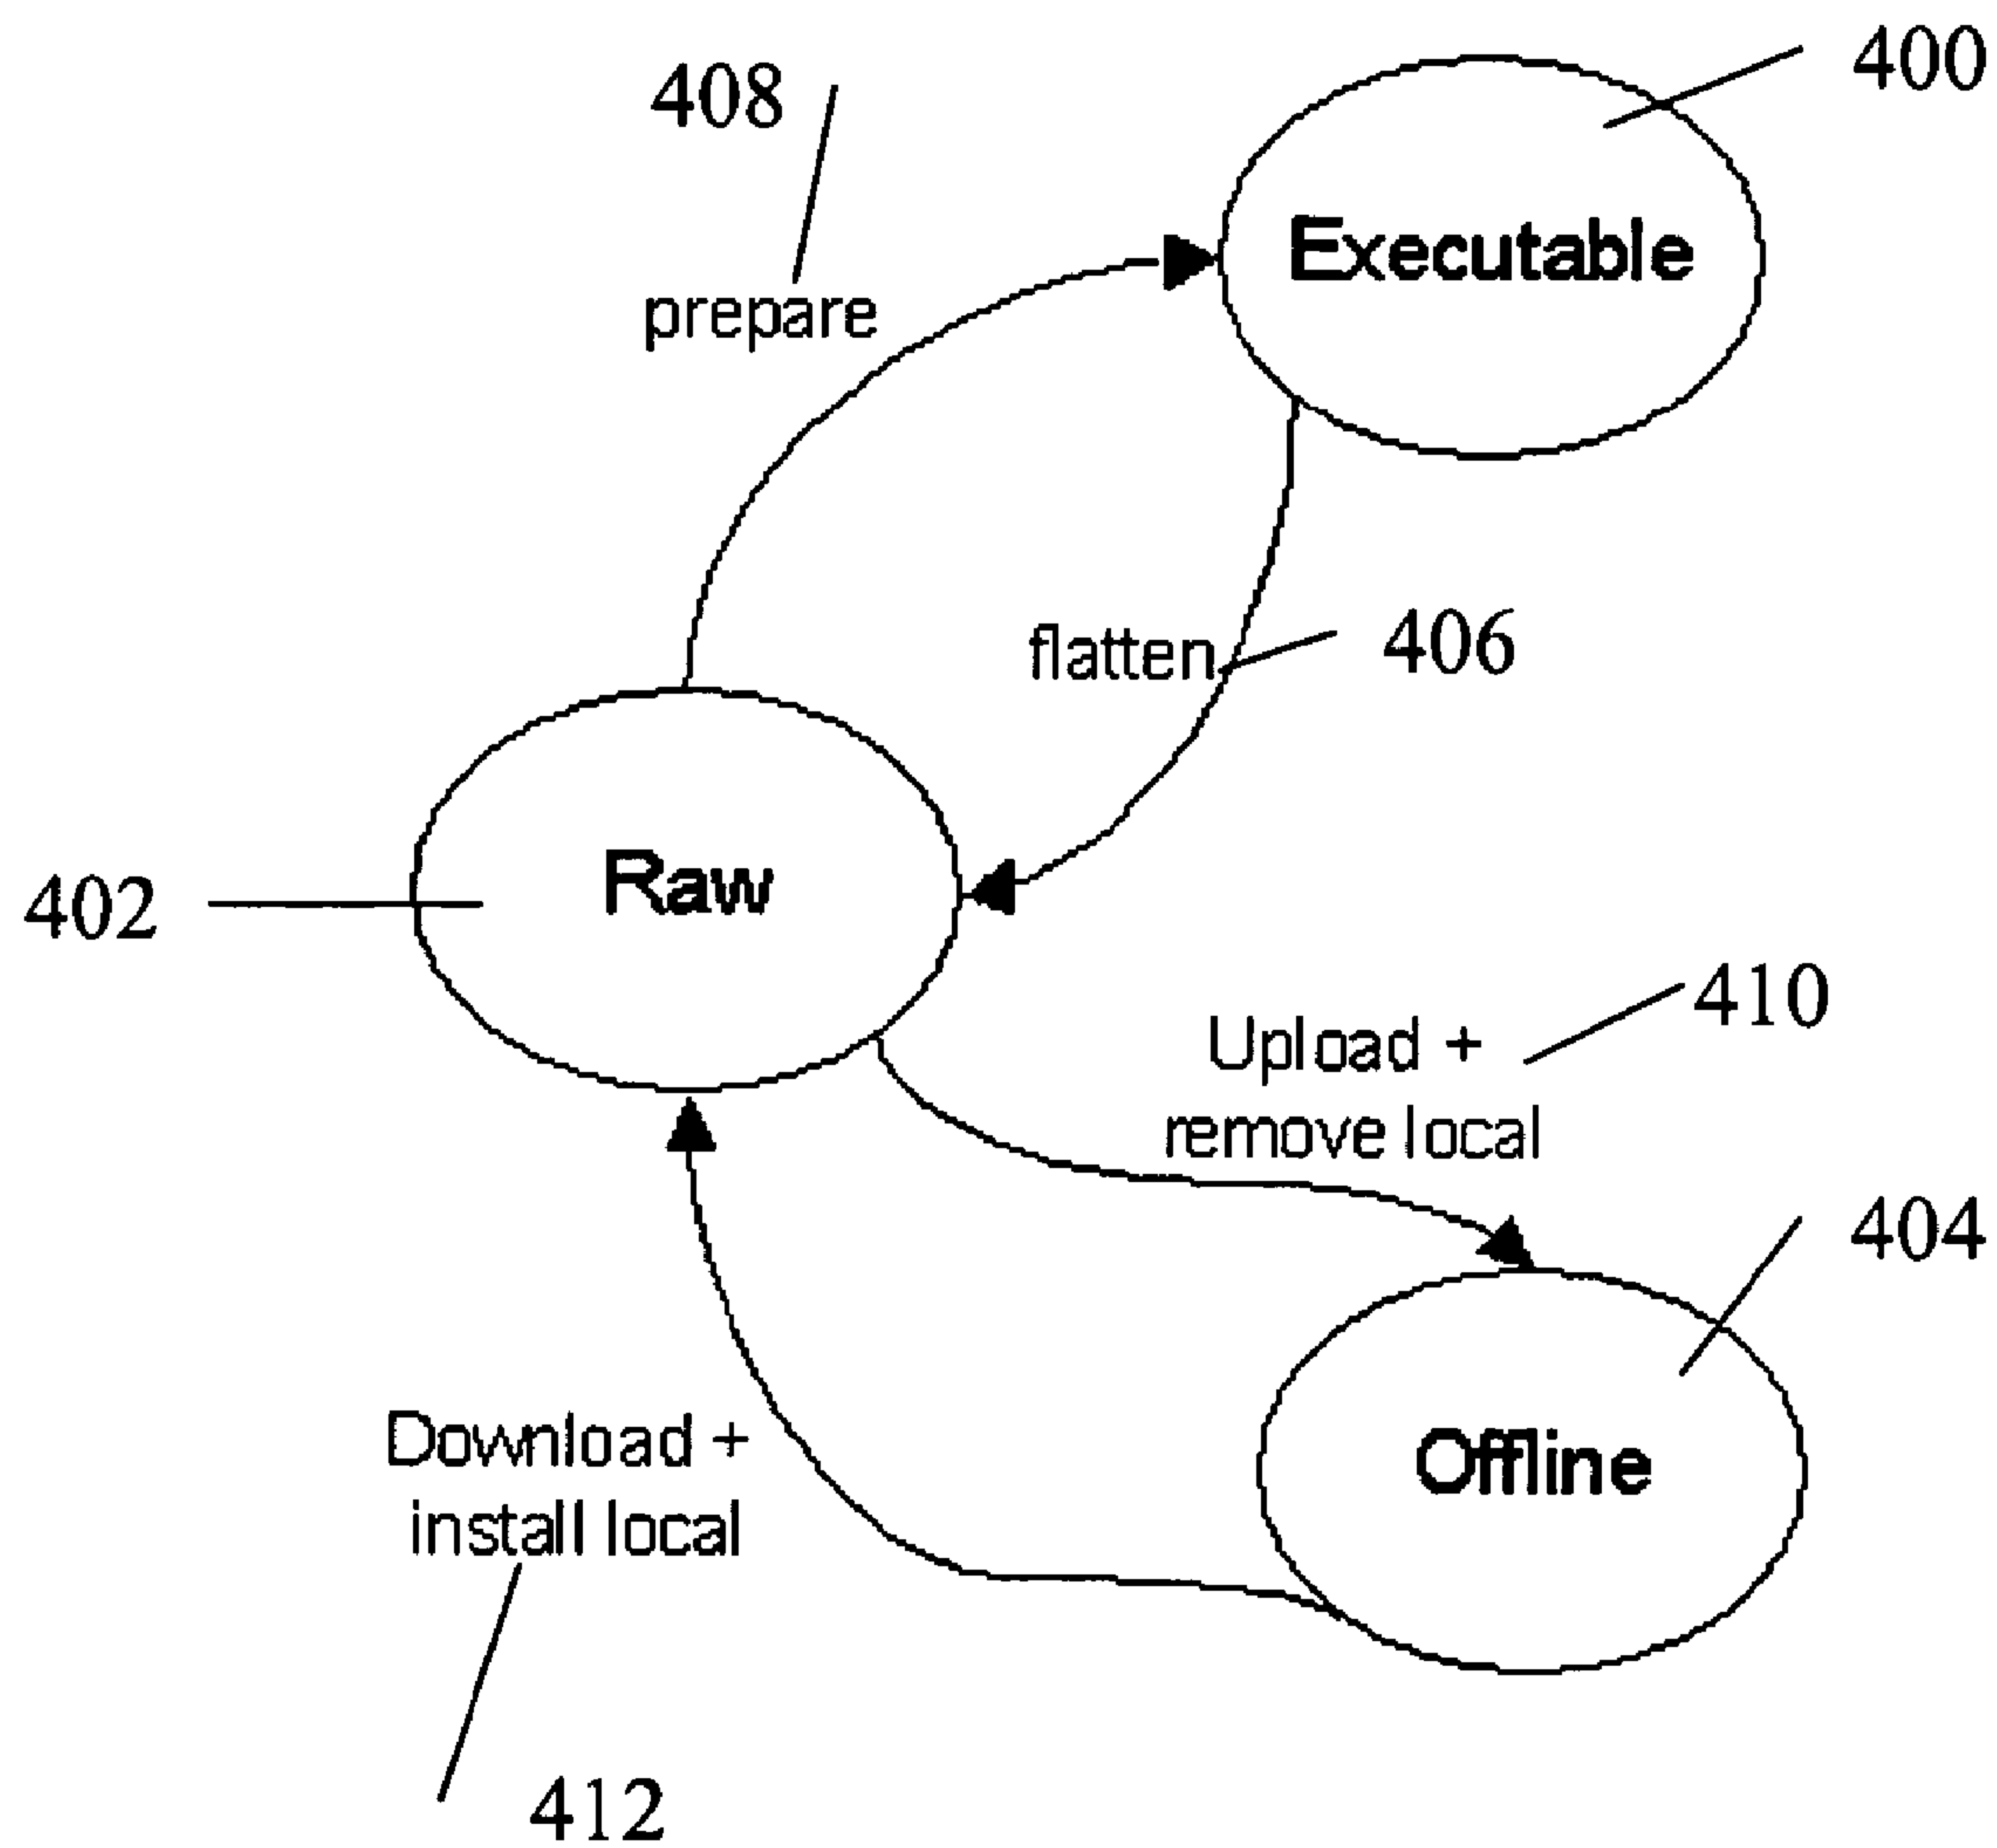 400
408
Executable
prepare
flatten
406
Raw
402
410
Upload +
remove local
404
Download +
install local
Offline
412